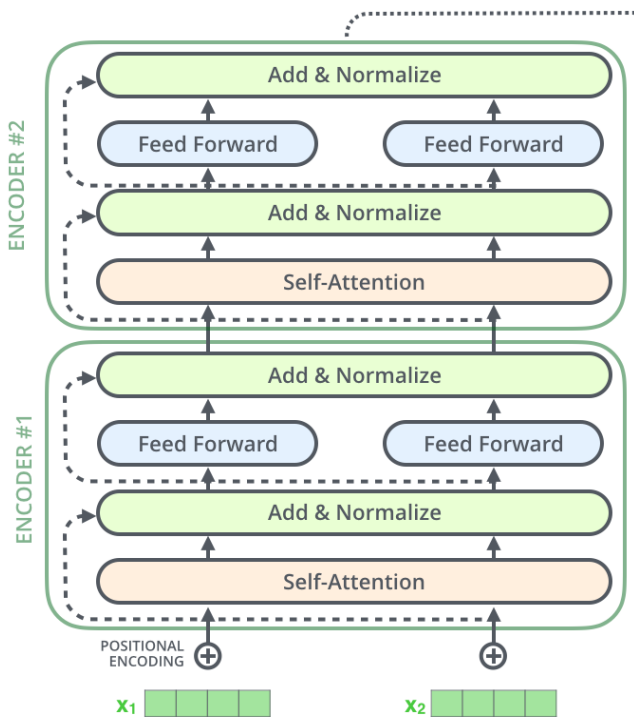 ENCODER #2
Add & Normalize
Feed Forward
Feed Forward
Add & Normalize
Self-Attention
ENCODER #1
Add & Normalize
Feed Forward
Feed Forward
Add & Normalize
Self-Attention
POSITIONAL
ENCODING
x₁
x₂